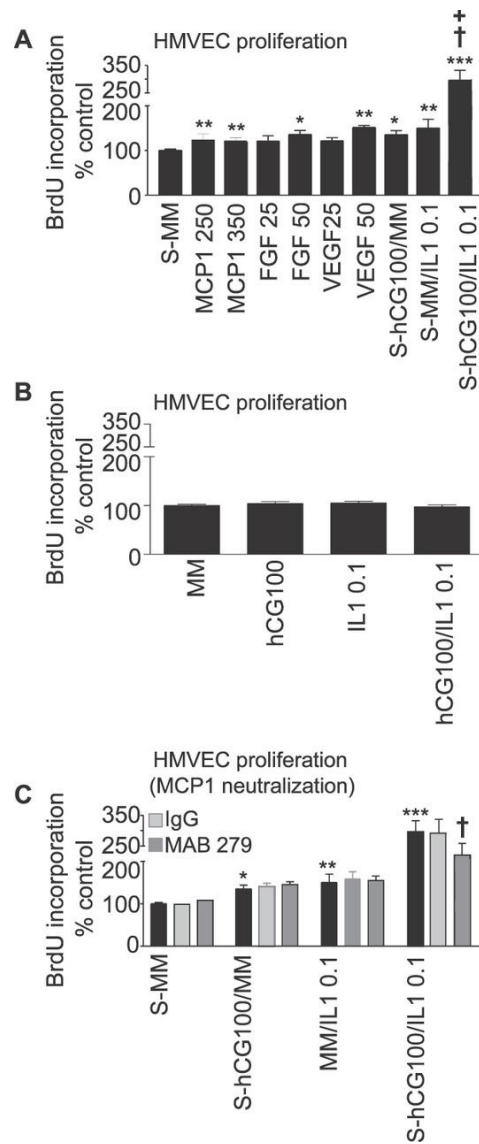 A
HMVEC proliferation
BrdU incorporation
% control
350
250
200
100
0
*** † ‡
** ** * ** * **
S-MM
MCP1 250
MCP1 350
FGF 25
FGF 50
VEGF25
VEGF 50
S-hCG100/MM
S-MM/IL1 0.1
S-hCG100/IL1 0.1
B
HMVEC proliferation
BrdU incorporation
% control
350
250
200
100
0
MM
hCG100
IL1 0.1
hCG100/IL1 0.1
HMVEC proliferation
(MCP1 neutralization)
C
BrdU incorporation
% control
350
250
200
100
0
IgG
MAB 279
* ** *** †
S-MM
S-hCG100/MM
MM/IL1 0.1
S-hCG100/IL1 0.1